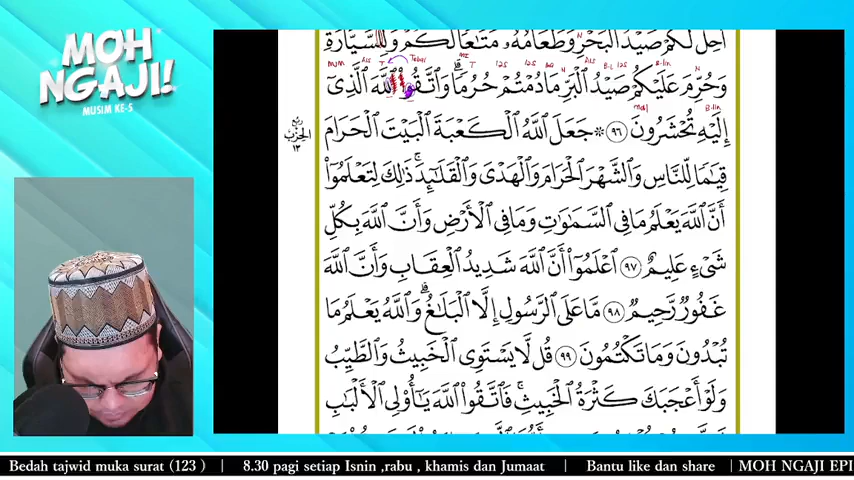 MOH
NGAJI!
MUSIM KE-5
أُحِلَّ لَكُمْ صَيْدُ الْبَحْرِ وَطَعَامُهُ مَتَاعًا لَكُمْ وَلِلسَّيَّارَةِ
وَحُرِّمَ عَلَيْكُمْ صَيْدُ الْبَرِّ مَا دُمْتُمْ حُرُمًا ۗ وَاتَّقُوا اللَّهَ الَّذِىٓ
إِلَيْهِ تُحْشَرُونَ ٩٦ ۞ جَعَلَ اللَّهُ الْكَعْبَةَ الْبَيْتَ الْحَرَامَ
قِيَامًا لِّلنَّاسِ وَالشَّهْرَ الْحَرَامَ وَالْهَدْىَ وَالْقَلَائِدَ ۚ ذَٰلِكَ لِتَعْلَمُوٓا
أَنَّ اللَّهَ يَعْلَمُ مَا فِى السَّمَاوَاتِ وَمَا فِى الْأَرْضِ وَأَنَّ اللَّهَ بِكُلِّ
شَىْءٍ عَلِيمٌ ٩٧ اعْلَمُوٓا أَنَّ اللَّهَ شَدِيدُ الْعِقَابِ وَأَنَّ اللَّهَ
غَفُورٌ رَّحِيمٌ ٩٨ مَّا عَلَى الرَّسُولِ إِلَّا الْبَلَاغُ ۗ وَاللَّهُ يَعْلَمُ مَا
تُبْدُونَ وَمَا تَكْتُمُونَ ٩٩ قُل لَّا يَسْتَوِى الْخَبِيثُ وَالطَّيِّبُ
وَلَوْ أَعْجَبَكَ كَثْرَةُ الْخَبِيثِ ۚ فَاتَّقُوا اللَّهَ يَٰٓأُولِى الْأَلْبَابِ
ربع
الحزب
١٣
Bedah tajwid muka surat (123 ) | 8.30 pagi setiap Isnin ,rabu , khamis dan Jumaat | Bantu like dan share | MOH NGAJI EPI